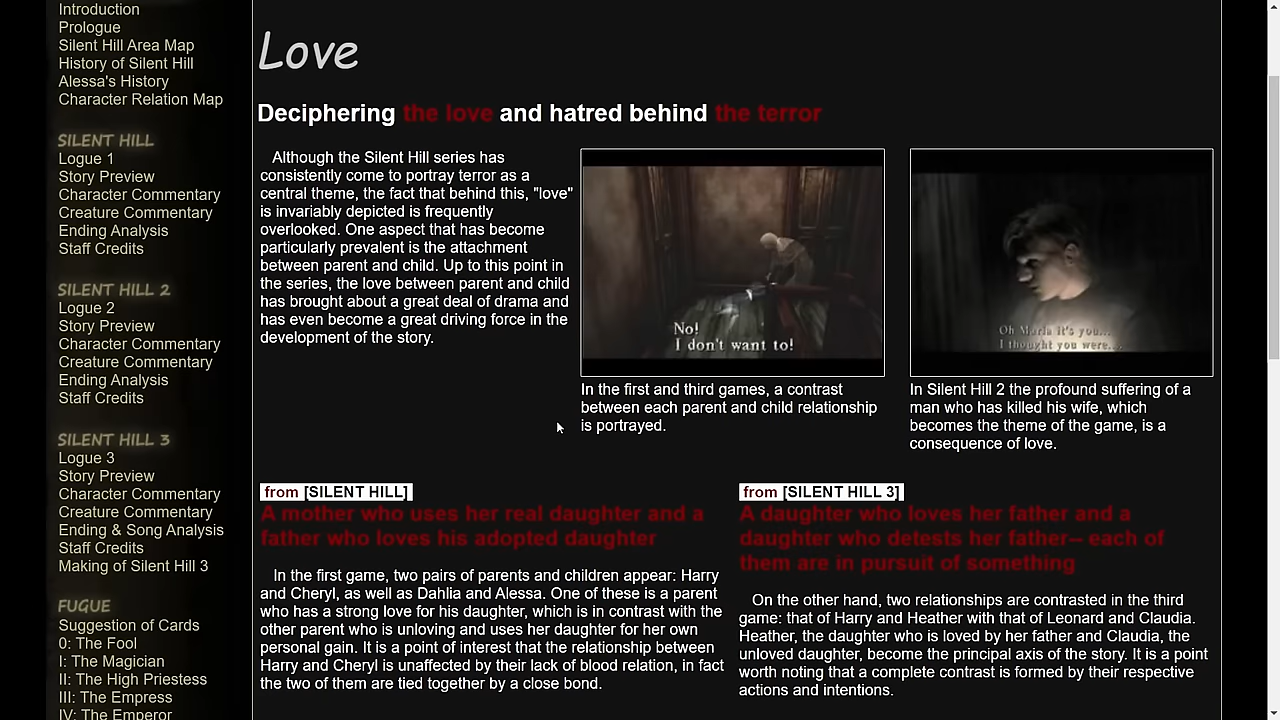 Introduction
Prologue
Silent Hill Area Map
History of Silent Hill
Alessa's History
Character Relation Map
SILENT HILL
Logue 1
Story Preview
Character Commentary
Creature Commentary
Ending Analysis
Staff Credits
SILENT HILL 2
Logue 2
Story Preview
Character Commentary
Creature Commentary
Ending Analysis
Staff Credits
SILENT HILL 3
Logue 3
Story Preview
Character Commentary
Creature Commentary
Ending & Song Analysis
Staff Credits
Making of Silent Hill 3
FUGUE
Suggestion of Cards
0: The Fool
I: The Magician
II: The High Priestess
III: The Empress
IV: The Emperor
Love
Deciphering the love and hatred behind the terror
Although the Silent Hill series has
consistently come to portray terror as a
central theme, the fact that behind this, "love"
is invariably depicted is frequently
overlooked. One aspect that has become
particularly prevalent is the attachment
between parent and child. Up to this point in
the series, the love between parent and child
has brought about a great deal of drama and
has even become a great driving force in the
development of the story.
No!
I don't want to!
In the first and third games, a contrast
between each parent and child relationship
is portrayed.
Oh Maria it's you...
I thought you were...
In Silent Hill 2 the profound suffering of a
man who has killed his wife, which
becomes the theme of the game, is a
consequence of love.
from [SILENT HILL]
A mother who uses her real daughter and a
father who loves his adopted daughter
In the first game, two pairs of parents and children appear: Harry
and Cheryl, as well as Dahlia and Alessa. One of these is a parent
who has a strong love for his daughter, which is in contrast with the
other parent who is unloving and uses her daughter for her own
personal gain. It is a point of interest that the relationship between
Harry and Cheryl is unaffected by their lack of blood relation, in fact
the two of them are tied together by a close bond.
from [SILENT HILL 3]
A daughter who loves her father and a
daughter who detests her father– each of
them are in pursuit of something
On the other hand, two relationships are contrasted in the third
game: that of Harry and Heather with that of Leonard and Claudia.
Heather, the daughter who is loved by her father and Claudia, the
unloved daughter, become the principal axis of the story. It is a point
worth noting that a complete contrast is formed by their respective
actions and intentions.